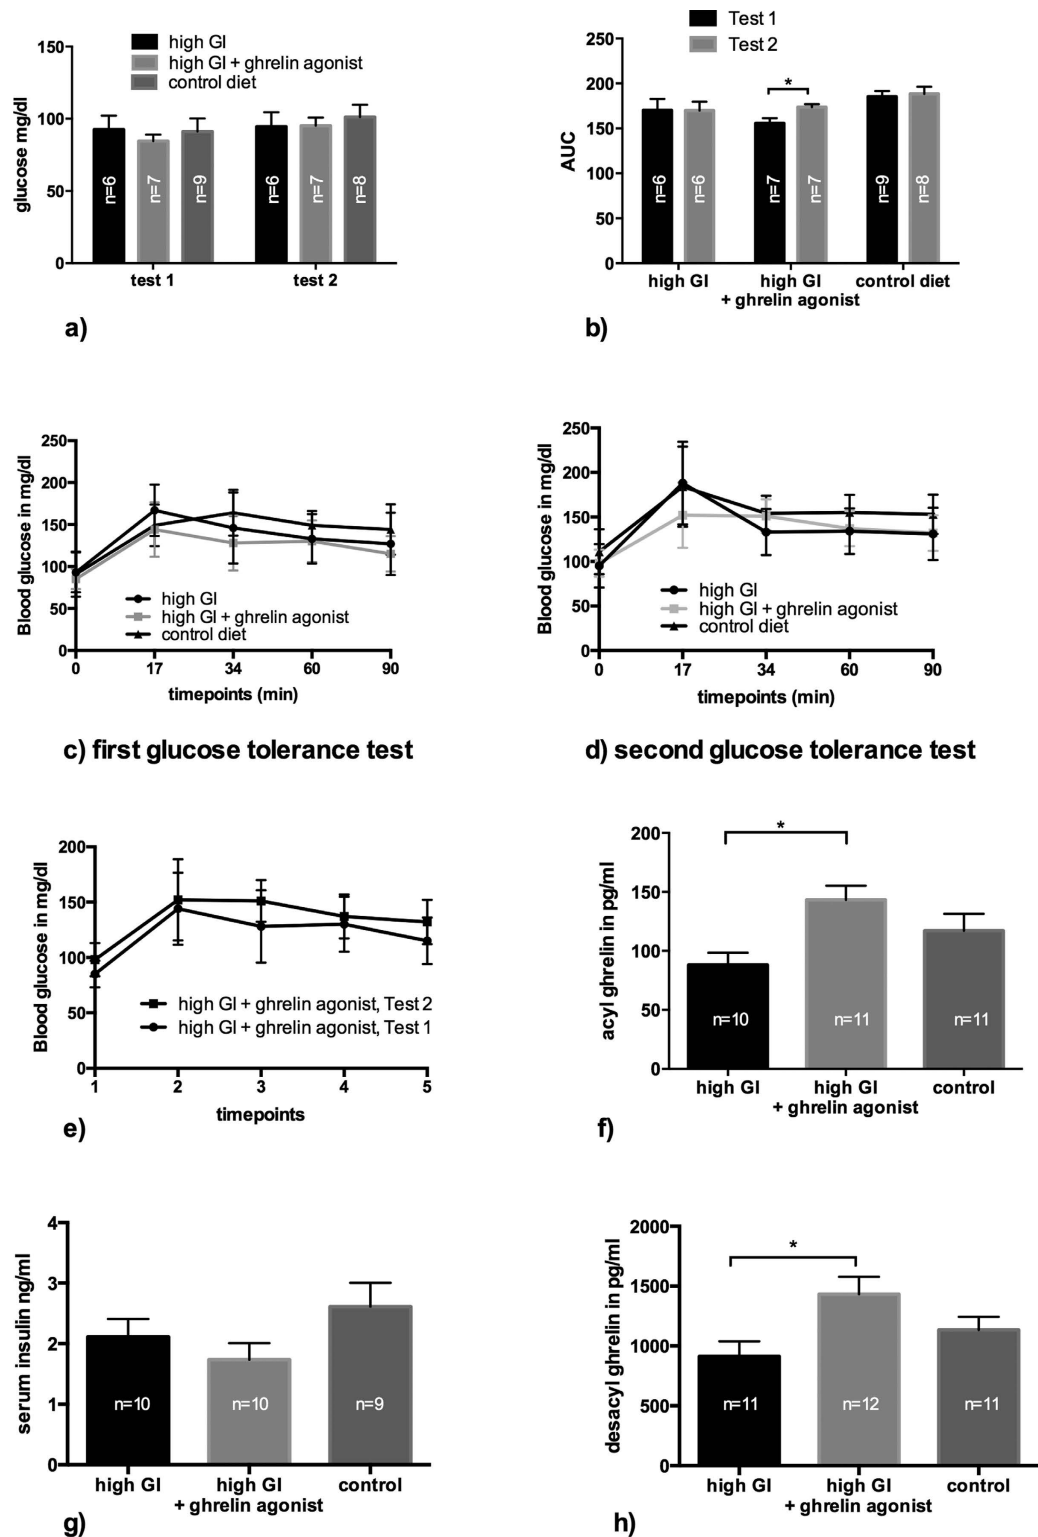 high GI
high GI + ghrelin agonist
control diet
150
100
50
0
glucose mg/dl
n=6
n=7
n=9
n=6
n=7
n=8
test 1
test 2
a)
Test 1
Test 2
250
200
150
100
50
0
AUC
*
n=6
n=6
n=7
n=7
n=9
n=8
high GI
high GI
+ ghrelin agonist
control diet
b)
250
200
150
100
50
0
Blood glucose in mg/dl
high GI
high GI + ghrelin agonist
control diet
0
17
34
60
90
timepoints (min)
c) first glucose tolerance test
250
200
150
100
50
0
Blood glucose in mg/dl
high GI
high GI + ghrelin agonist
control diet
0
17
34
60
90
timepoints (min)
d) second glucose tolerance test
200
150
100
50
0
Blood glucose in mg/dl
high GI + ghrelin agonist, Test 2
high GI + ghrelin agonist, Test 1
1
2
3
4
5
timepoints
e)
200
150
100
50
0
acyl ghrelin in pg/ml
*
n=10
n=11
n=11
high GI
high GI
+ ghrelin agonist
control
f)
4
3
2
1
0
serum insulin ng/ml
n=10
n=10
n=9
high GI
high GI
+ ghrelin agonist
control
g)
2000
1500
1000
500
0
desacyl ghrelin in pg/ml
*
n=11
n=12
n=11
high GI
high GI
+ ghrelin agonist
control
h)